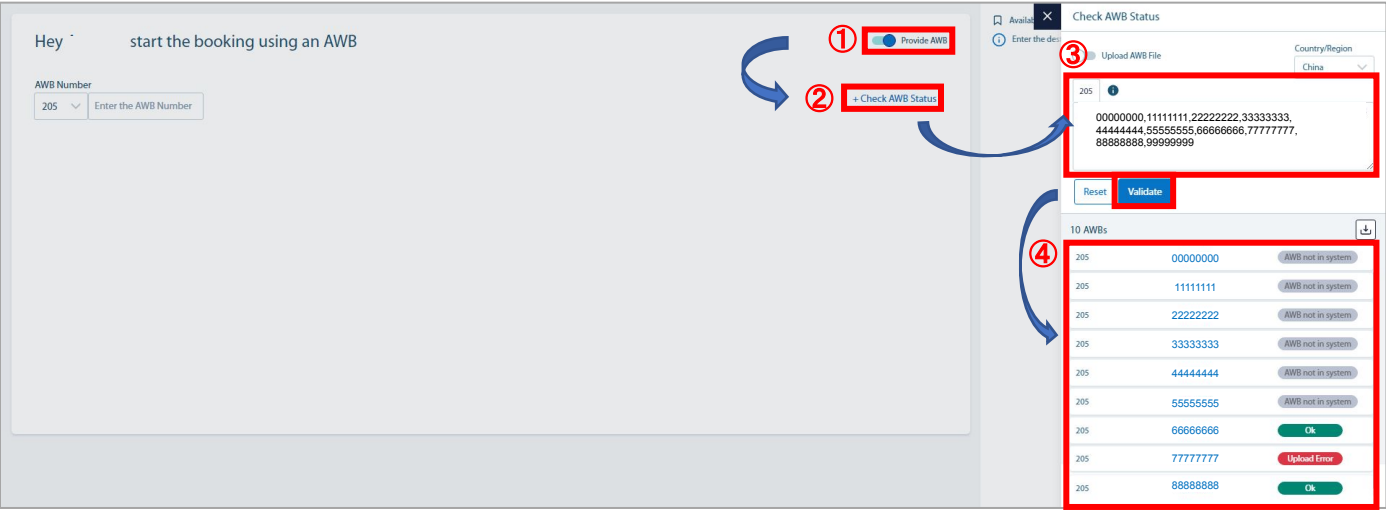 Hey
start the booking using an AWB
① Provide AWB
AWB Number
205 Enter the AWB Number
② + Check AWB Status
Enter the des
Check AWB Status
③ Upload AWB File
Country/Region
China
205
00000000,11111111,22222222,33333333,
44444444,55555555,66666666,77777777,
88888888,99999999
Reset Validate
10 AWBs
④
205 00000000 AWB not in system
205 11111111 AWB not in system
205 22222222 AWB not in system
205 33333333 AWB not in system
205 44444444 AWB not in system
205 55555555 AWB not in system
205 66666666 Ok
205 77777777 Upload Error
205 88888888 Ok